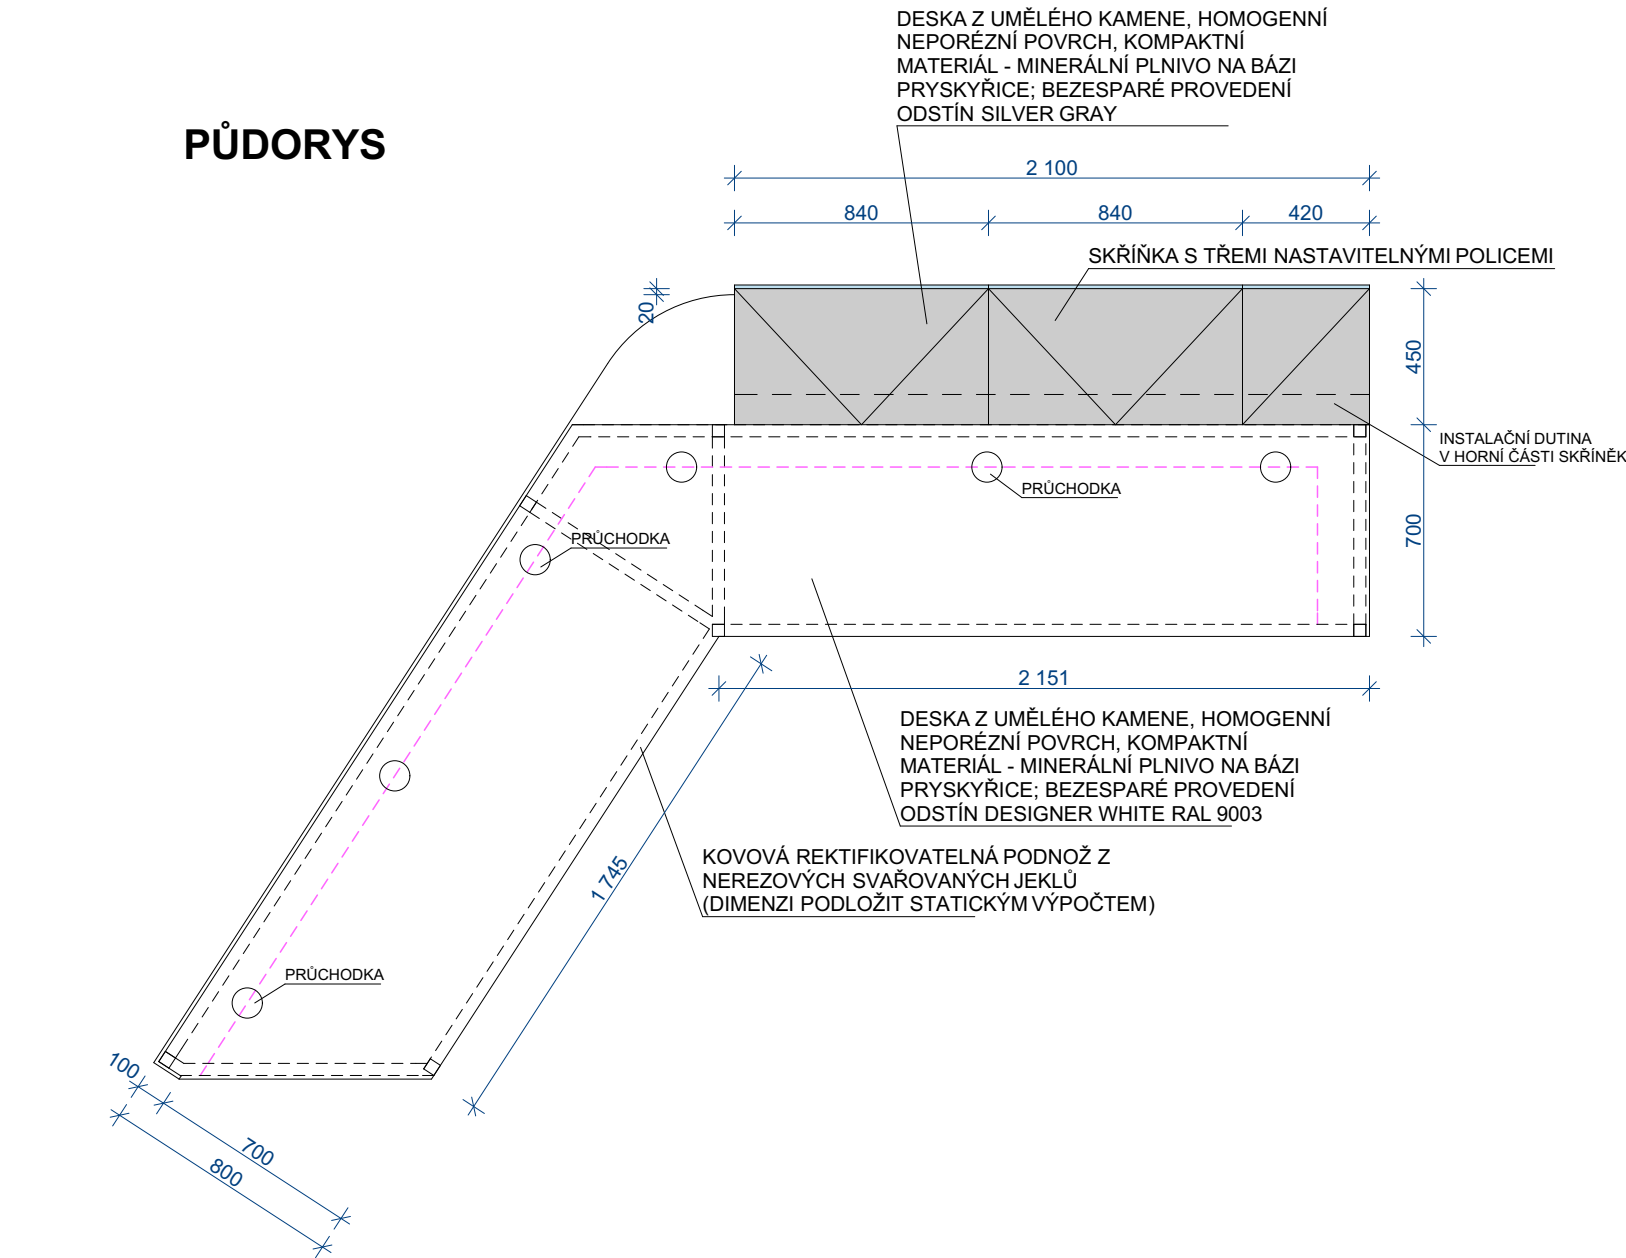 DESKA Z UMĚLÉHO KAMENE, HOMOGENNÍ
NEPORÉZNÍ POVRCH, KOMPAKTNÍ
MATERIÁL - MINERÁLNÍ PLNIVO NA BÁZI
PRYSKYŘICE; BEZESPARÉ PROVEDENÍ
ODSTÍN SILVER GRAY
PŮDORYS
2 100
840
840
420
SKŘÍŇKA S TŘEMI NASTAVITELNÝMI POLICEMI
20
450
INSTALAČNÍ DUTINA
V HORNÍ ČÁSTI SKŘÍNĚK
PRŮCHODKA
700
PRŮCHODKA
2 151
DESKA Z UMĚLÉHO KAMENE, HOMOGENNÍ
NEPORÉZNÍ POVRCH, KOMPAKTNÍ
MATERIÁL - MINERÁLNÍ PLNIVO NA BÁZI
PRYSKYŘICE; BEZESPARÉ PROVEDENÍ
ODSTÍN DESIGNER WHITE RAL 9003
KOVOVÁ REKTIFIKOVATELNÁ PODNOŽ Z
NEREZOVÝCH SVAŘOVANÝCH JEKLŮ
(DIMENZI PODLOŽIT STATICKÝM VÝPOČTEM)
1 745
PRŮCHODKA
100
700
800